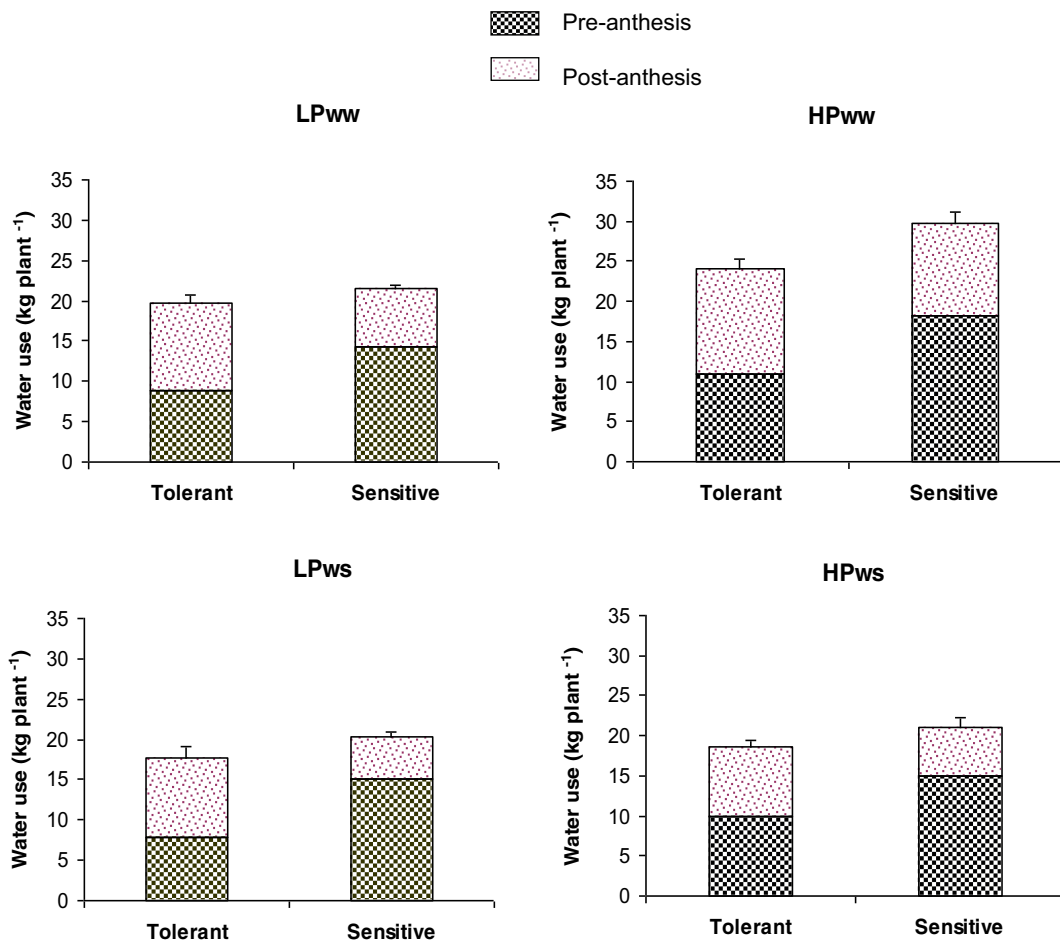 Pre-anthesis
Post-anthesis
LPww
HPww
Water use (kg plant ⁻¹)
35
30
25
20
15
10
5
0
Tolerant Sensitive
Water use (kg plant ⁻¹)
35
30
25
20
15
10
5
0
Tolerant Sensitive
LPws
HPws
Water use (kg plant ⁻¹)
35
30
25
20
15
10
5
0
Tolerant Sensitive
Water use (kg plant ⁻¹)
35
30
25
20
15
10
5
0
Tolerant Sensitive